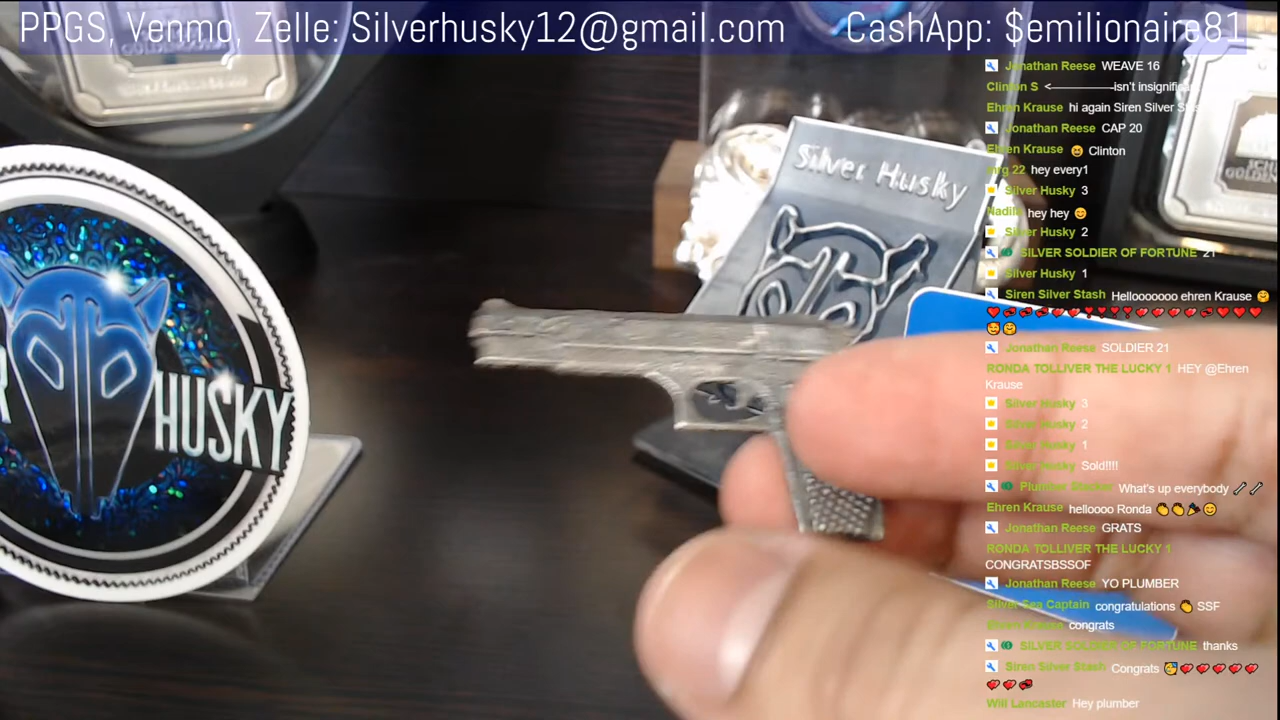 PPGS, Venmo, Zelle: Silverhusky12@gmail.com CashApp: $emilionaire81
Silver Husky
HUSKY
Jonathan Reese WEAVE 16
Clinton S <--------------isn't
Ehren Krause hi again Siren Silver
Jonathan Reese CAP 20
Ehren Krause 😆 Clinton
22 hey every1
Silver Husky 3
hey hey 😊
Silver Husky 2
SILVER SOLDIER OF FORTUNE 21
Silver Husky 1
Siren Silver Stash Hellooooooo ehren Krause 🤗
Jonathan Reese SOLDIER 21
RONDA TOLLIVER THE LUCKY 1 HEY @Ehren
Krause
Silver Husky 3
Silver Husky 2
Silver Husky 1
Silver Husky Sold!!!!
Plumber What's up everybody 🦴 🦴
Ehren Krause helloooo Ronda 👏👏🎉😊
Jonathan Reese GRATS
RONDA TOLLIVER THE LUCKY 1
CONGRATSBSSOF
Jonathan Reese YO PLUMBER
Silver Sea Captain congratulations 👏 SSF
Ehren Krause congrats
SILVER SOLDIER OF FORTUNE thanks
Siren Silver Stash Congrats
Will Lancaster Hey plumber